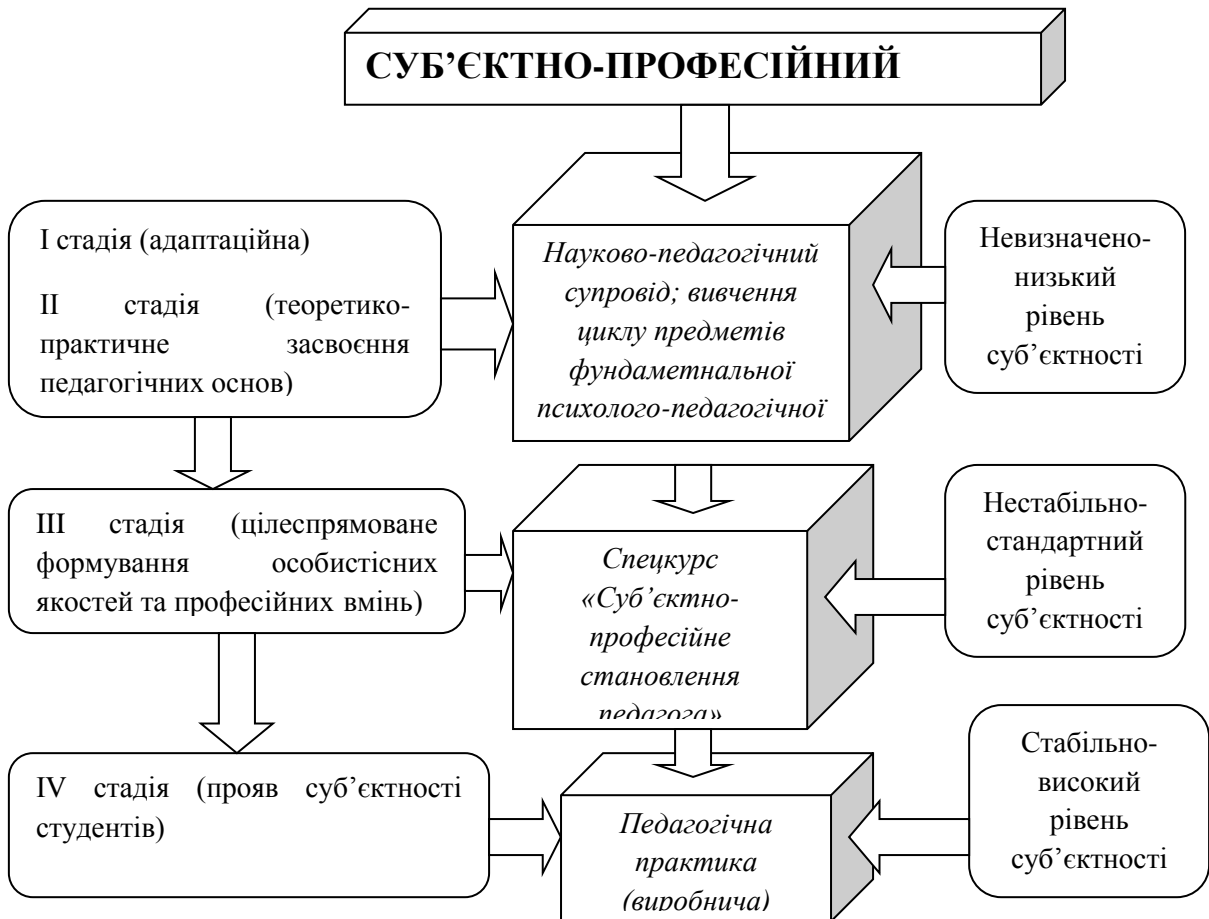 СУБ’ЄКТНО-ПРОФЕСІЙНИЙ
І стадія (адаптаційна)
ІІ стадія (теоретико-
практичне засвоєння
педагогічних основ)
Науково-педагогічний
супровід; вивчення
циклу предметів
фундаметнальної
психолого-педагогічної
Невизначено-
низький
рівень
суб’єктності
ІІІ стадія (цілеспрямоване
формування особистісних
якостей та професійних вмінь)
Спецкурс
«Суб’єктно-
професійне
становлення
педагога»
Нестабільно-
стандартний
рівень
суб’єктності
IV стадія (прояв суб’єктності
студентів)
Педагогічна
практика
(виробнича)
Стабільно-
високий
рівень
суб’єктності